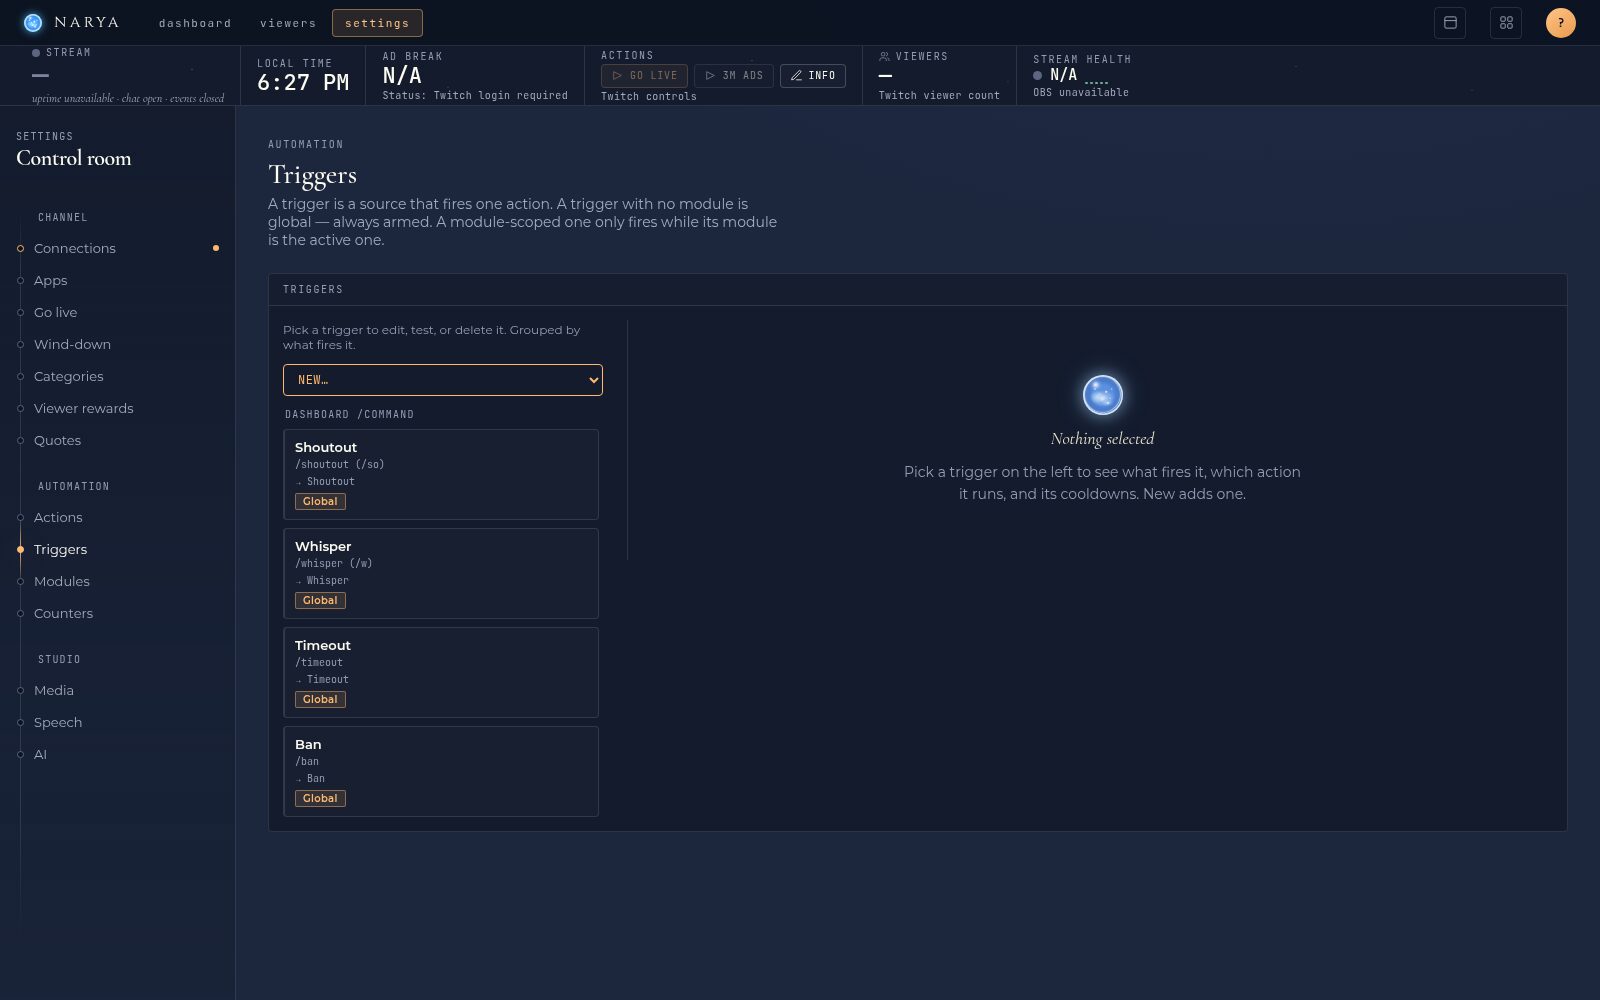 NARYA
dashboard
viewers
settings
?
STREAM
—
uptime unavailable · chat open · events closed
LOCAL TIME
6:27 PM
AD BREAK
N/A
Status: Twitch login required
ACTIONS
GO LIVE
3M ADS
INFO
Twitch controls
VIEWERS
—
Twitch viewer count
STREAM HEALTH
N/A
OBS unavailable
SETTINGS
Control room
CHANNEL
Connections
Apps
Go live
Wind-down
Categories
Viewer rewards
Quotes
AUTOMATION
Actions
Triggers
Modules
Counters
STUDIO
Media
Speech
AI
AUTOMATION
Triggers
A trigger is a source that fires one action. A trigger with no module is
global — always armed. A module-scoped one only fires while its module
is the active one.
TRIGGERS
Pick a trigger to edit, test, or delete it. Grouped by
what fires it.
NEW…
DASHBOARD /COMMAND
Shoutout
/shoutout (/so)
→ Shoutout
Global
Whisper
/whisper (/w)
→ Whisper
Global
Timeout
/timeout
→ Timeout
Global
Ban
/ban
→ Ban
Global
Nothing selected
Pick a trigger on the left to see what fires it, which action
it runs, and its cooldowns. New adds one.